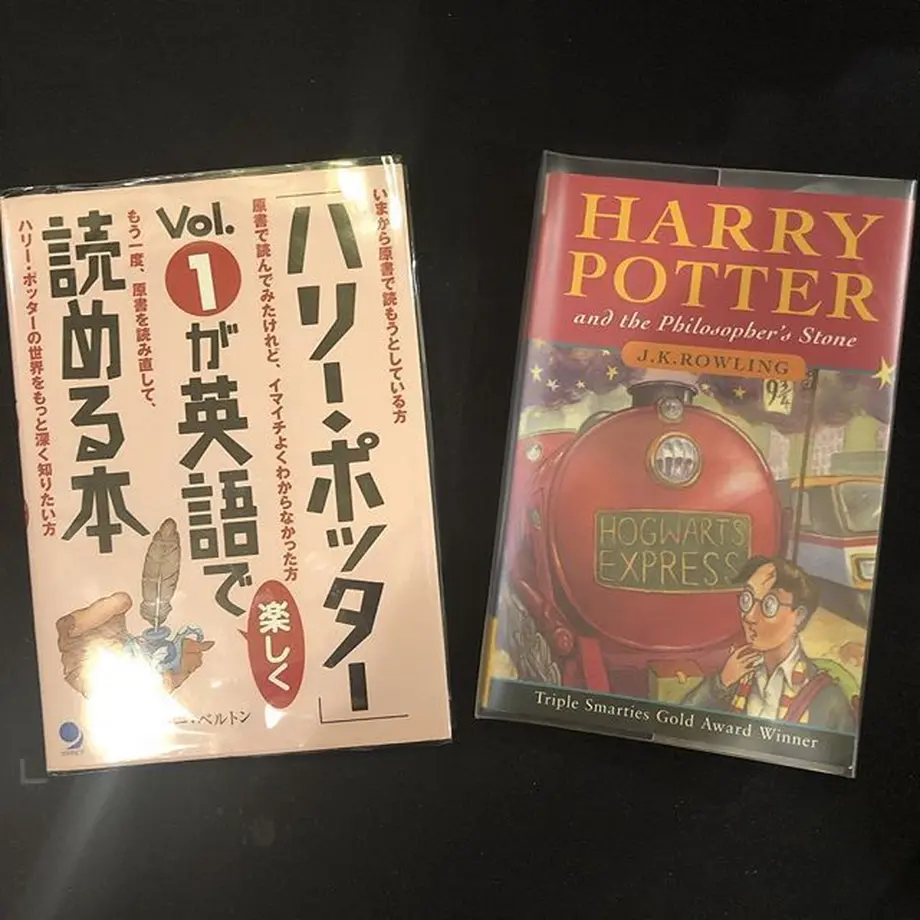 いまから原書で読もうとしている方
「ハリー・ポッター」
原書で読んでみたけれど、イマイチよくわからなかった方
Vol.
1が英語で
楽しく
もう一度、原書を読み直して、
読める本
ハリー・ポッターの世界をもっと深く知りたい方
ベルトン
コスモピア
HARRY
POTTER
and the Philosopher's Stone
J.K.ROWLING
9¾
HOGWARTS
EXPRESS
Triple Smarties Gold Award Winner